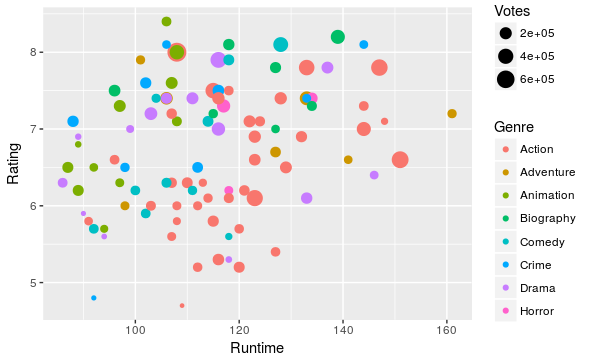 Votes
2e+05
4e+05
6e+05
Genre
Action
Adventure
Animation
Biography
Comedy
Crime
Drama
Horror
Rating
8
7
6
5
100
120
140
160
Runtime